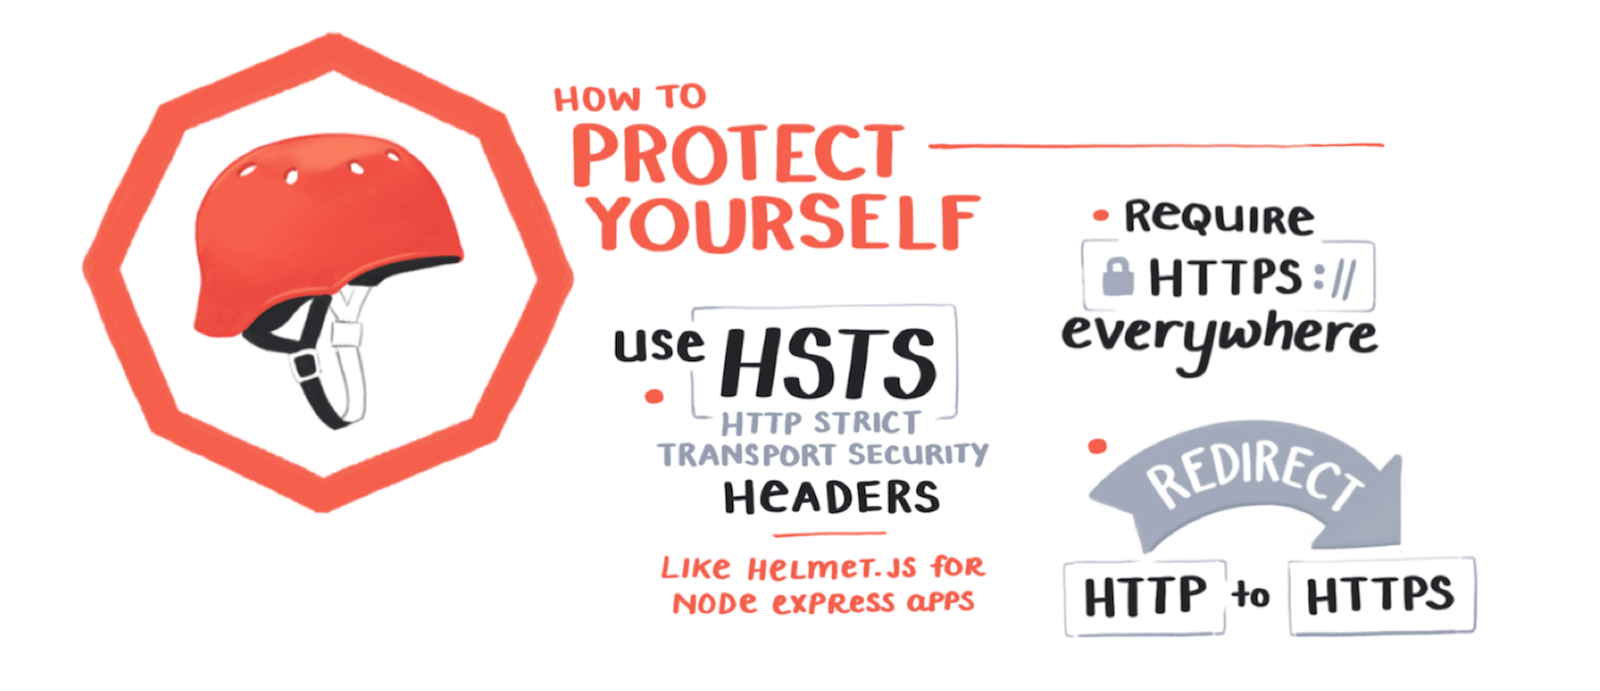 HOW TO
PROTECT
YOURSELF
use HSTS
HTTP STRICT
TRANSPORT SECURITY
HeADERS
LIKE HELMET.JS foR
NODe eXPRESS aPPS
• ReQUIRE
HTTPS://
everywhere
• REDIRECT
HTTP to HTTPS